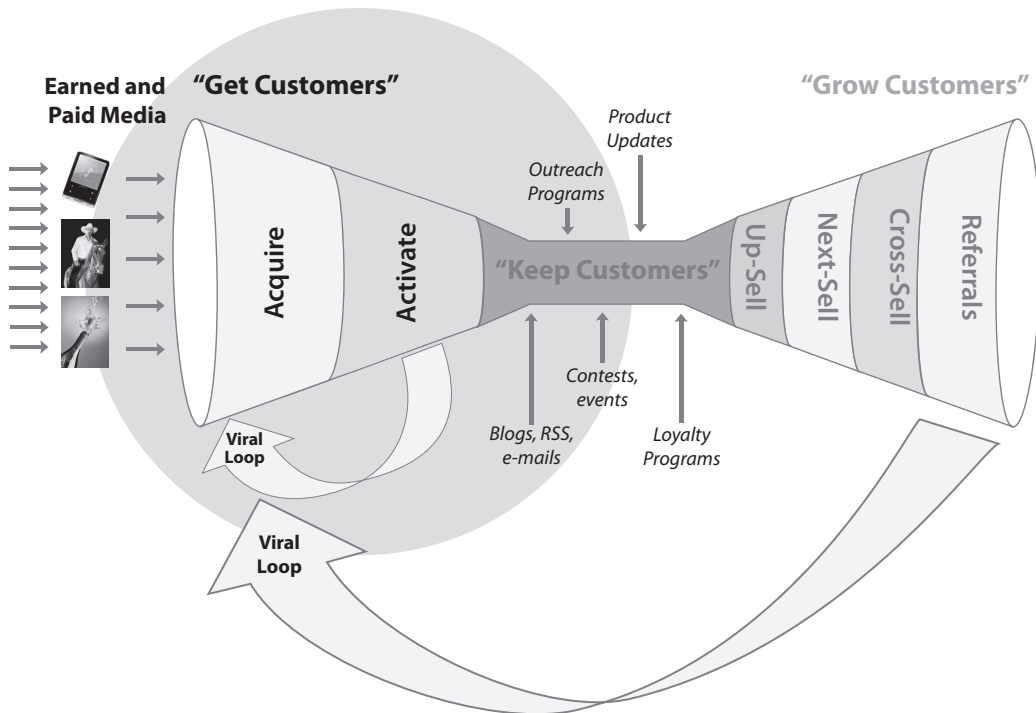 Earned and
Paid Media
“Get Customers”
“Grow Customers”
Product
Updates
Outreach
Programs
Acquire
Activate
“Keep Customers”
Up-Sell
Next-Sell
Cross-Sell
Referrals
Contests,
events
Blogs, RSS,
e-mails
Loyalty
Programs
Viral
Loop
Viral
Loop